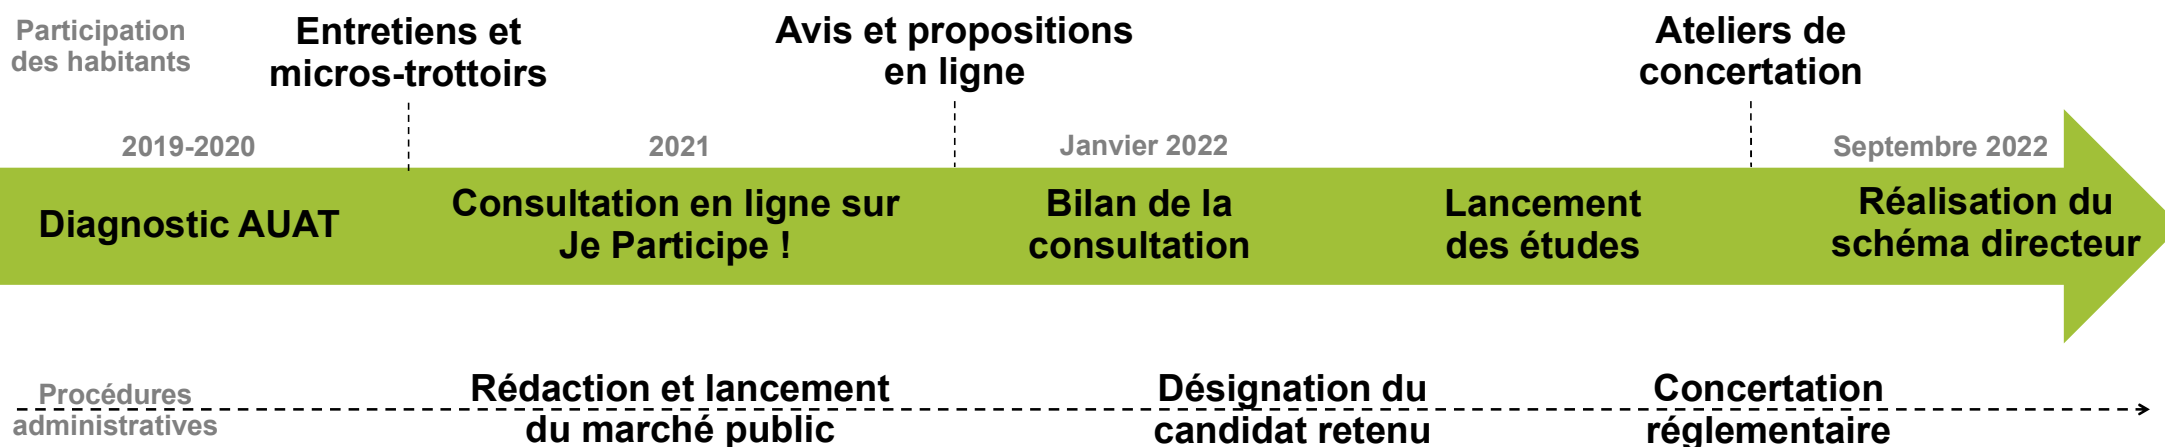 Participation
des habitants
Entretiens et
micros-trottoirs
Avis et propositions
en ligne
Ateliers de
concertation
2019-2020
2021
Janvier 2022
Septembre 2022
Diagnostic AUAT
Consultation en ligne sur
Je Participe !
Bilan de la
consultation
Lancement
des études
Réalisation du
schéma directeur
Procédures
administratives
Rédaction et lancement
du marché public
Désignation du
candidat retenu
Concertation
réglementaire